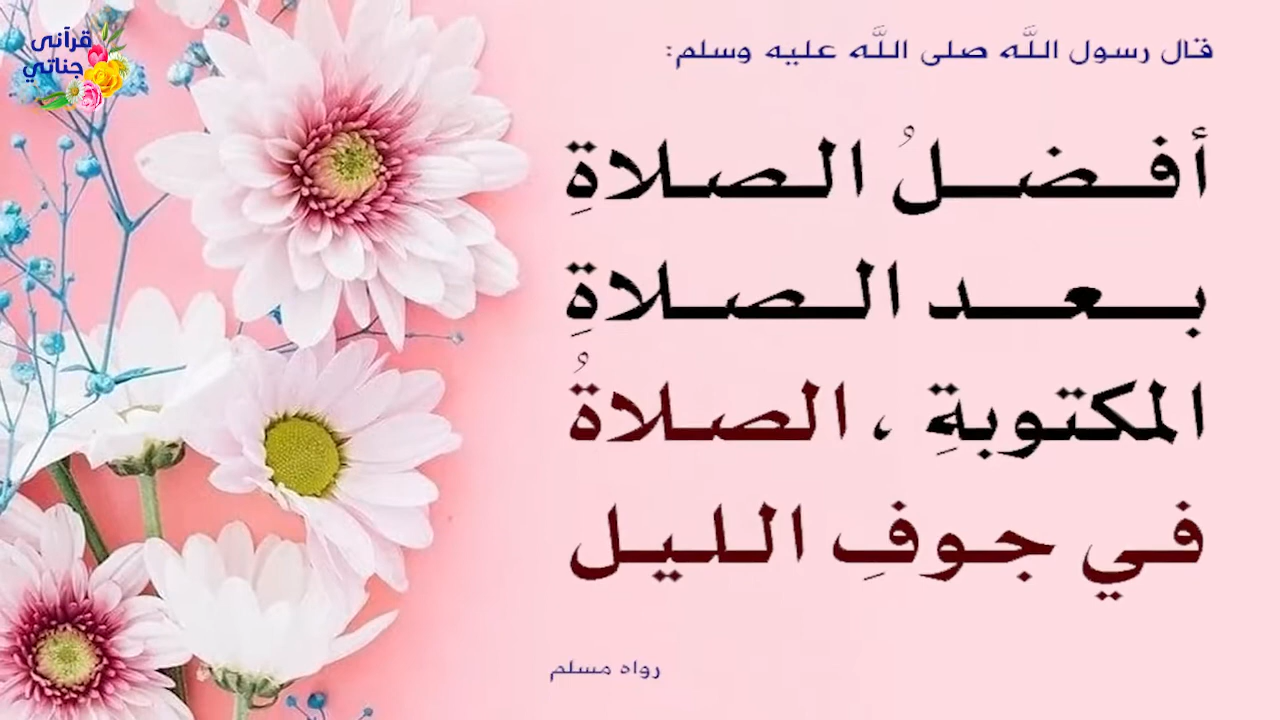 قرآنى
جناتي
قال رسول اللَّه صلى اللَّه عليه وسلم:
أفضلُ الصلاةِ
بعد الصلاةِ
المكتوبةِ ، الصلاةُ
في جوفِ الليل
رواه مسلم